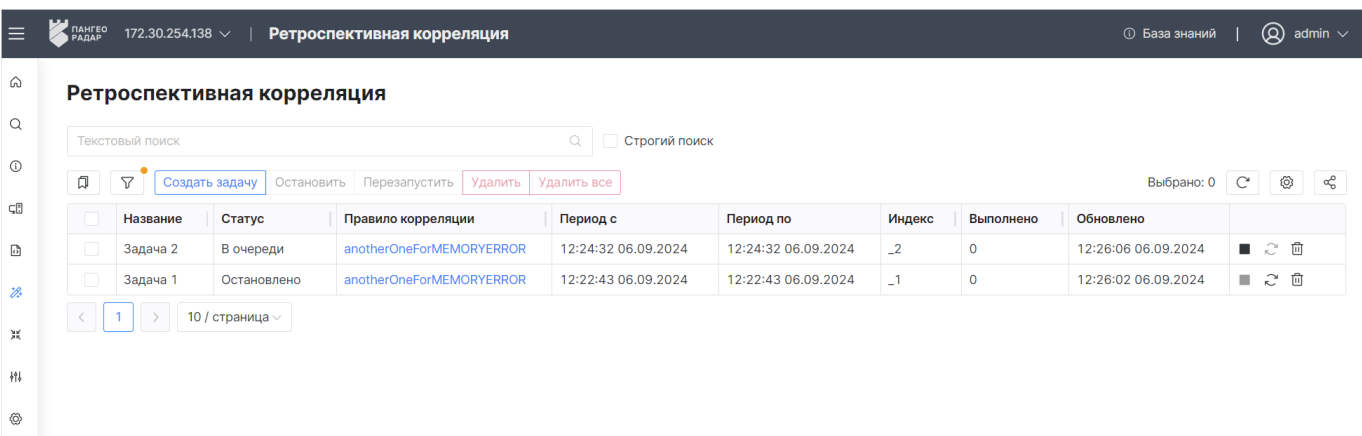 ПАНГЕО РАДАР 172.30.254.138 | Ретроспективная корреляция База знаний | admin
Ретроспективная корреляция
Текстовый поиск Строгий поиск
Создать задачу Остановить Перезапустить Удалить Удалить все Выбрано: 0
Название Статус Правило корреляции Период с Период по Индекс Выполнено Обновлено
Задача 2 В очереди anotherOneForMEMORYERROR 12:24:32 06.09.2024 12:24:32 06.09.2024 _2 0 12:26:06 06.09.2024
Задача 1 Остановлено anotherOneForMEMORYERROR 12:22:43 06.09.2024 12:22:43 06.09.2024 _1 0 12:26:02 06.09.2024
< 1 > 10 / страница